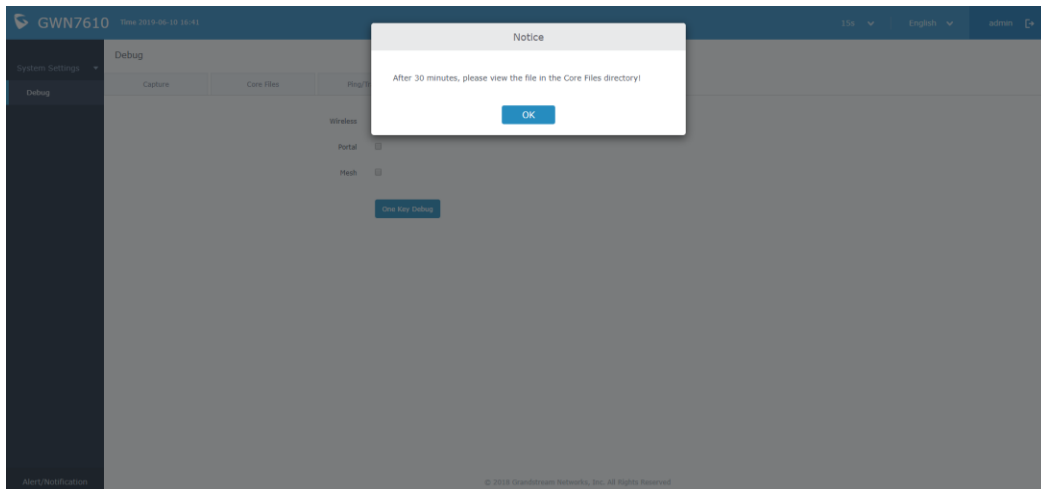 GWN7610 Time 2019-06-10 16:41
156
English
admin
Notice
After 30 minutes, please view the file in the Core Files directory!
OK
System Settings
Debug
Debug
Capture
Core Files
Wireless
Portal
Mesh
One Key Debug
Alert/Notification
© 2018 Grandstream Networks, Inc. All Rights Reserved